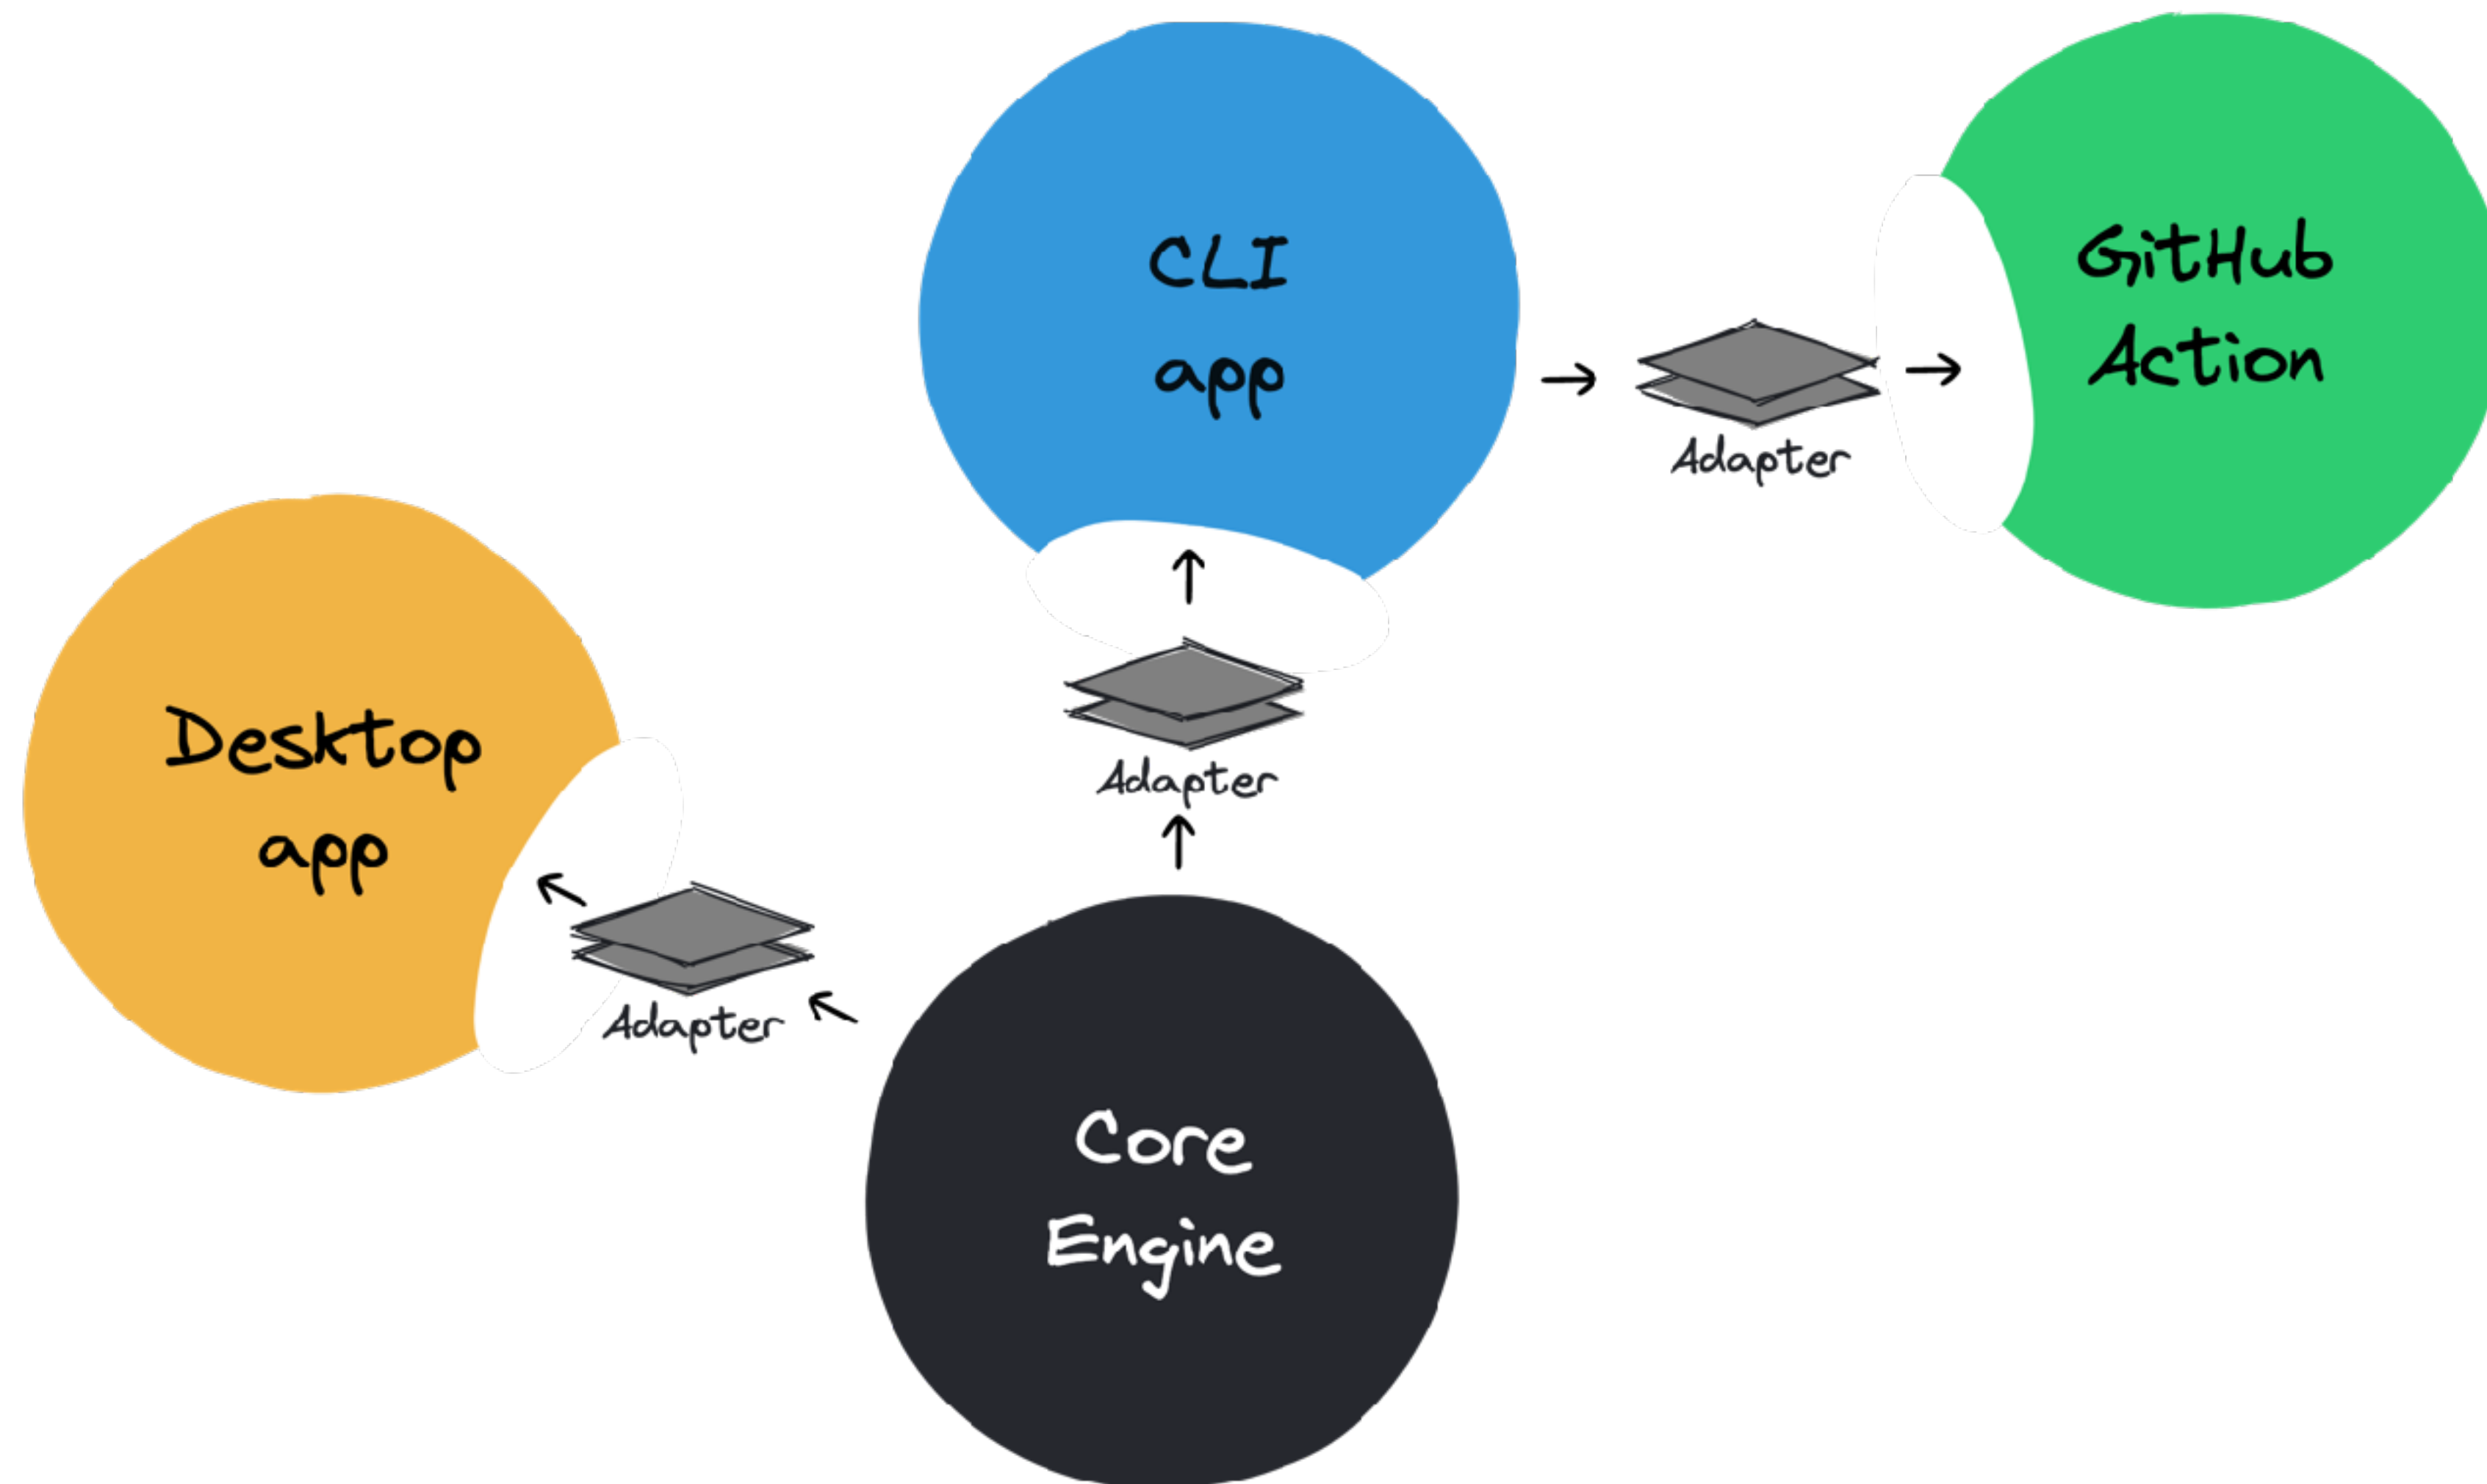 CLI
app
GitHub
Action
Adapter
Desktop
app
Adapter
Adapter
Core
Engine